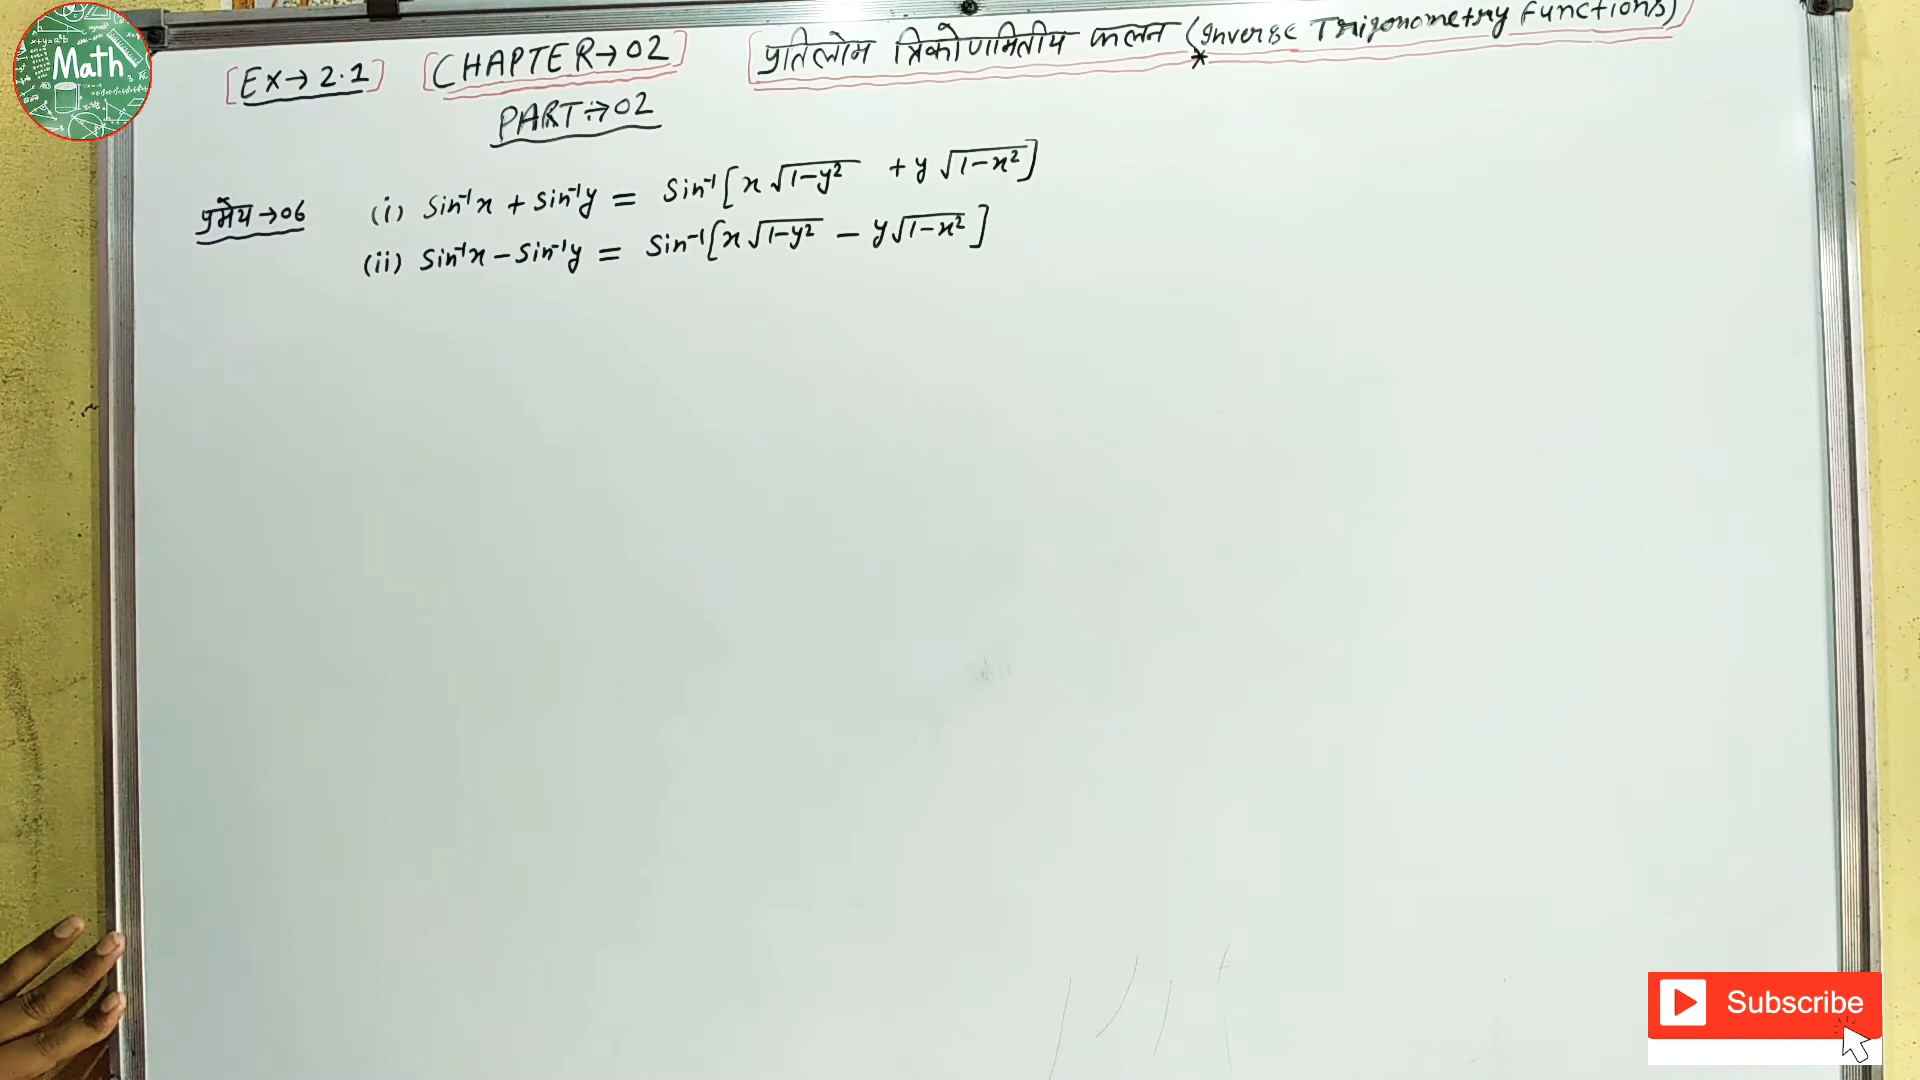 Math
[EX→2.1] [CHAPTER→02] [प्रतिलोम त्रिकोणमितीय फलन (Inverse Trigonometry Functions)]
PART:→02
प्रमेय→06 (i) Sin⁻¹x + Sin⁻¹y = Sin⁻¹[x√1-y² + y√1-x²]
(ii) Sin⁻¹x - Sin⁻¹y = Sin⁻¹[x√1-y² - y√1-x²]
Subscribe